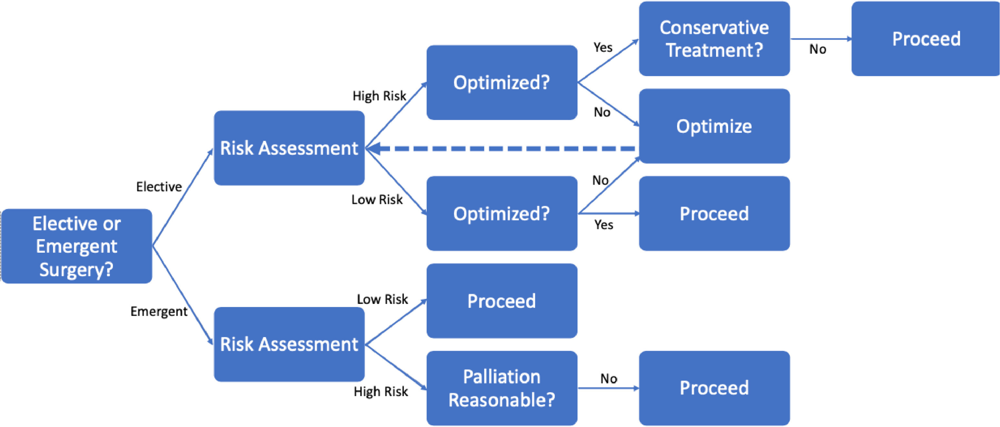 Elective or
Emergent
Surgery?
Elective
Emergent
Risk Assessment
High Risk
Low Risk
Optimized?
Yes
No
Conservative
Treatment?
No
Proceed
Optimize
Optimized?
No
Yes
Proceed
Risk Assessment
Low Risk
High Risk
Proceed
Palliation
Reasonable?
No
Proceed